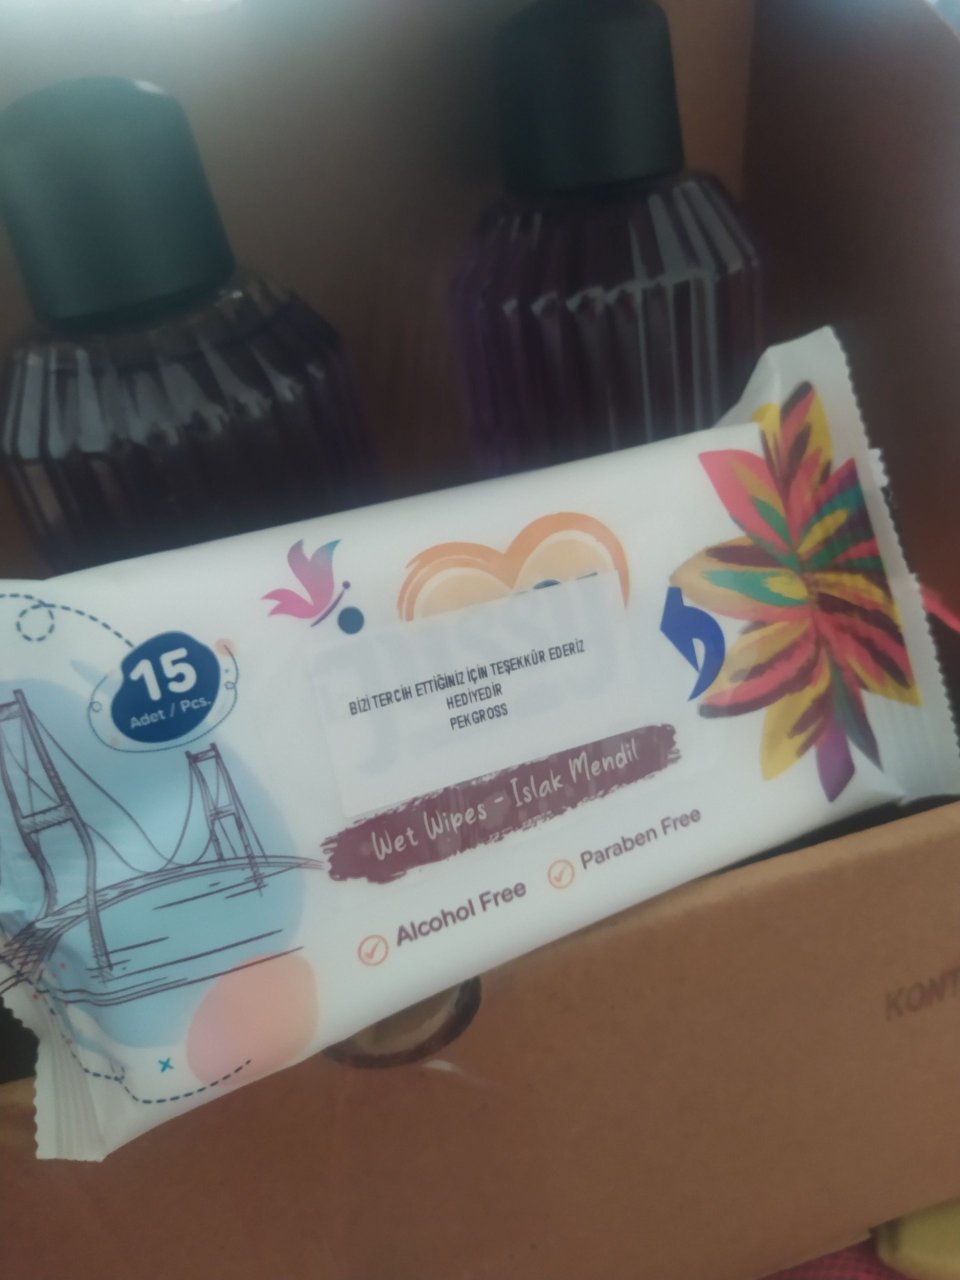 15
Adet / Pcs.
BİZİ TERCİH ETTİĞİNİZ İÇİN TEŞEKKÜR EDERİZ
HEDİYEDİR
PEKGROSS
Wet Wipes - Islak Mendil
Alcohol Free
Paraben Free